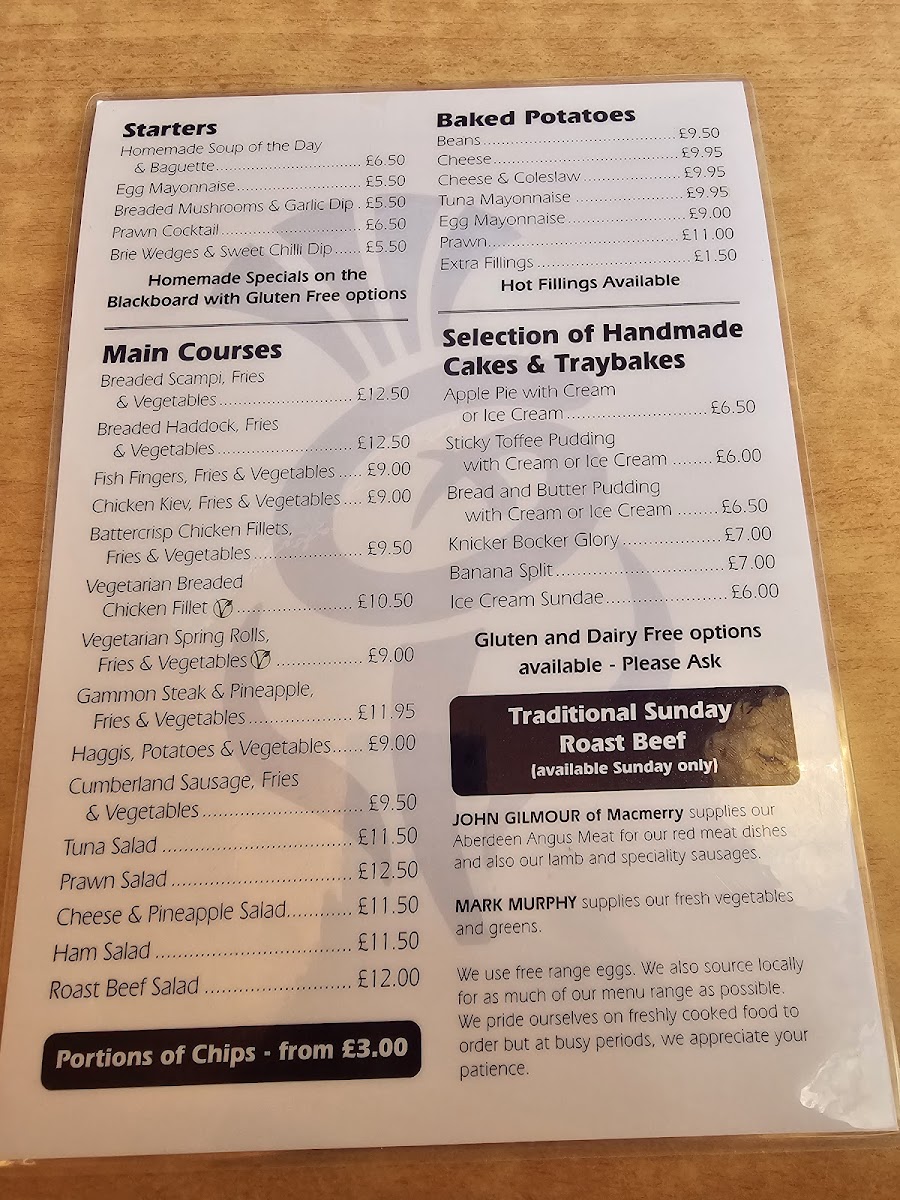 Starters
Homemade Soup of the Day
& Baguette................................ £6.50
Egg Mayonnaise........................... £5.50
Breaded Mushrooms & Garlic Dip . £5.50
Prawn Cocktail.............................. £6.50
Brie Wedges & Sweet Chilli Dip...... £5.50
Homemade Specials on the
Blackboard with Gluten Free options
Main Courses
Breaded Scampi, Fries
& Vegetables............................ £12.50
Breaded Haddock, Fries
& Vegetables............................ £12.50
Fish Fingers, Fries & Vegetables..... £9.00
Chicken Kiev, Fries & Vegetables.... £9.00
Battercrisp Chicken Fillets,
Fries & Vegetables...................... £9.50
Vegetarian Breaded
Chicken Fillet V........................ £10.50
Vegetarian Spring Rolls,
Fries & Vegetables V ................. £9.00
Gammon Steak & Pineapple,
Fries & Vegetables..................... £11.95
Haggis, Potatoes & Vegetables...... £9.00
Cumberland Sausage, Fries
& Vegetables............................. £9.50
Tuna Salad ................................. £11.50
Prawn Salad ............................... £12.50
Cheese & Pineapple Salad........... £11.50
Ham Salad .................................. £11.50
Roast Beef Salad ......................... £12.00
Portions of Chips - from £3.00
Baked Potatoes
Beans.......................................... £9.50
Cheese........................................ £9.95
Cheese & Coleslaw..................... £9.95
Tuna Mayonnaise ....................... £9.95
Egg Mayonnaise......................... £9.00
Prawn......................................... £11.00
Extra Fillings................................ £1.50
Hot Fillings Available
Selection of Handmade
Cakes & Traybakes
Apple Pie with Cream
or Ice Cream............................. £6.50
Sticky Toffee Pudding
with Cream or Ice Cream ........ £6.00
Bread and Butter Pudding
with Cream or Ice Cream ........ £6.50
Knicker Bocker Glory.................... £7.00
Banana Split.................................. £7.00
Ice Cream Sundae........................ £6.00
Gluten and Dairy Free options
available - Please Ask
Traditional Sunday
Roast Beef
(available Sunday only)
JOHN GILMOUR of Macmerry supplies our
Aberdeen Angus Meat for our red meat dishes
and also our lamb and speciality sausages.
MARK MURPHY supplies our fresh vegetables
and greens.
We use free range eggs. We also source locally
for as much of our menu range as possible.
We pride ourselves on freshly cooked food to
order but at busy periods, we appreciate your
patience.